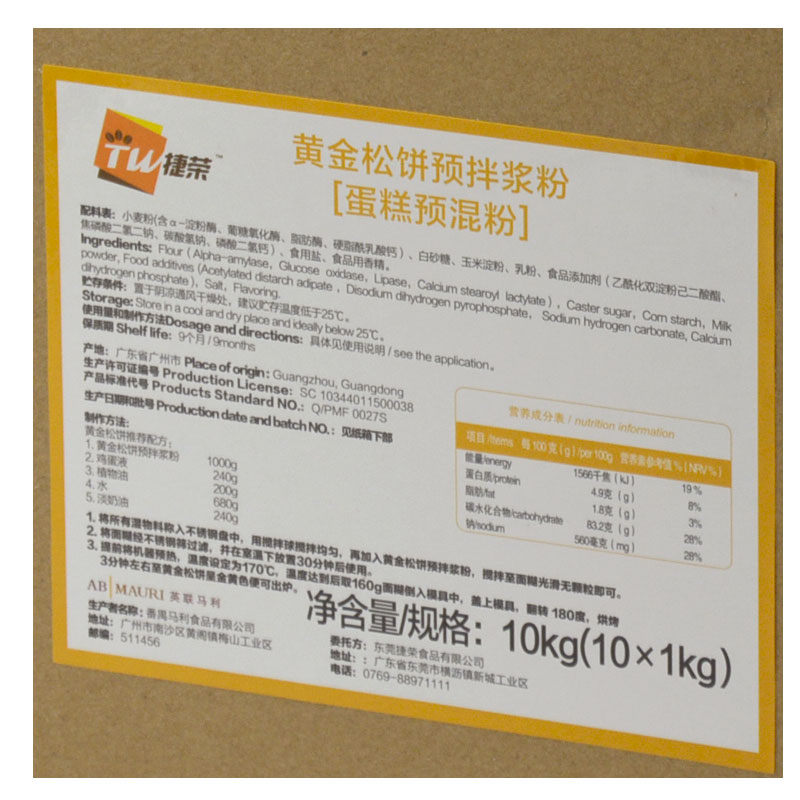 TW捷荣™
黄金松饼预拌浆粉
[蛋糕预混粉]
配料表: 小麦粉(含α-淀粉酶、葡糖氧化酶、脂肪酶、硬脂酰乳酸钙)、白砂糖、玉米淀粉、乳粉、食品添加剂(乙酰化双淀粉己二酸酯、
焦磷酸二氢二钠、碳酸氢钠、磷酸二氢钙)、食用盐、食品用香精。
Ingredients: Flour (Alpha-amylase, Glucose oxidase, Lipase, Calcium stearoyl lactylate), Caster sugar, Corn starch, Milk
powder, Food additives (Acetylated distarch adipate , Disodium dihydrogen pyrophosphate, Sodium hydrogen carbonate, Calcium
dihydrogen phosphate), Salt, Flavoring.
贮存条件: 置于阴凉通风干燥处, 建议贮存温度低于25℃。
Storage: Store in a cool and dry place and ideally below 25℃。
使用量和制作方法Dosage and directions: 具体见使用说明 / see the application。
保质期 Shelf life: 9个月 / 9months
产地: 广东省广州市 Place of origin: Guangzhou, Guangdong
生产许可证编号 Production License: SC 10344011500038
产品标准代号 Products Standard NO.: Q/PMF 0027S
生产日期和批号 Production date and batch NO.: 见纸箱下部
制作方法:
黄金松饼推荐配方:
1. 黄金松饼预拌浆粉 1000g
2. 鸡蛋液 240g
3. 植物油 200g
4. 水 680g
5. 淡奶油 240g
营养成分表 / nutrition information
项目/Items 每100克(g)/per 100g 营养素参考值%(NRV%)
能量/energy 1566千焦(kJ) 19%
蛋白质/protein 4.9克(g) 8%
脂肪/fat 1.8克(g) 3%
碳水化合物/carbohydrate 83.2克(g) 28%
钠/sodium 560毫克(mg) 28%
1. 将所有湿物料称入不锈钢盘中, 用搅拌球搅拌均匀, 再加入黄金松饼预拌浆粉, 搅拌至面糊光滑无颗粒即可。
2. 将面糊经不锈钢筛过滤, 并在室温下放置30分钟后使用。
3. 提前将机器预热, 温度设定为170℃, 温度达到后取160g面糊倒入模具中, 盖上模具, 翻转 180度, 烘烤
3分钟左右至黄金松饼呈金黄色便可出炉。
AB MAURI 英联马利
净含量/规格: 10kg(10×1kg)
生产者名称: 番禺马利食品有限公司
地址: 广州市南沙区黄阁镇梅山工业区
邮编: 511456
委托方: 东莞捷荣食品有限公司
地址: : 广东省东莞市横沥镇新城工业区
电话: 0769-88971111